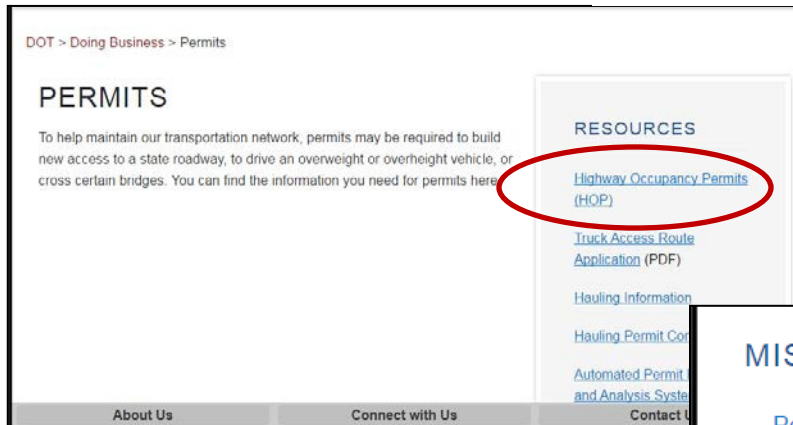 DOT > Doing Business > Permits
PERMITS
To help maintain our transportation network, permits may be required to build
new access to a state roadway, to drive an overweight or overheight vehicle, or
cross certain bridges. You can find the information you need for permits here
RESOURCES
Highway Occupancy Permits
(HOP)
Truck Access Route
Application (PDF)
Hauling Information
Hauling Permit
Automated Permit
and Analysis
About Us
Connect with Us
Contact